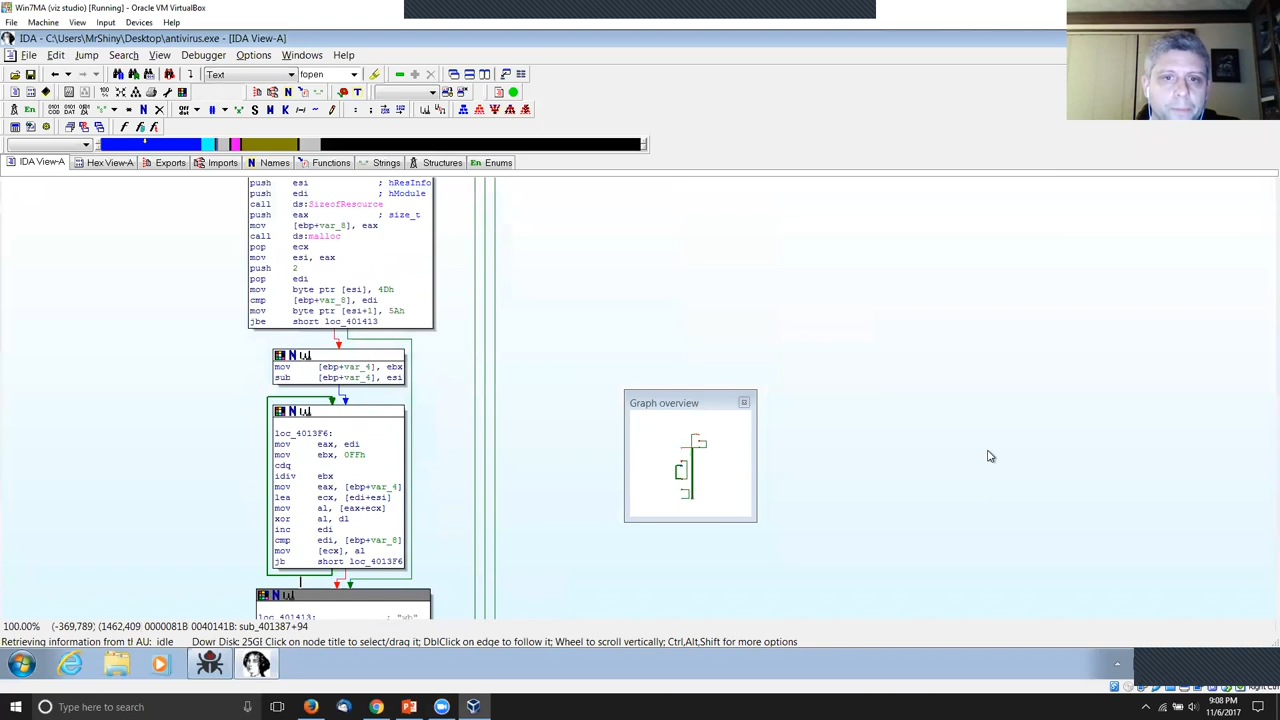 Win7MA (viz studio) [Running] - Oracle VM VirtualBox
File Machine View Input Devices Help
IDA - C:\Users\MrShiny\Desktop\antivirus.exe - [IDA View-A]
File Edit Jump Search View Debugger Options Windows Help
Text fopen
IDA View-A Hex View-A Exports Imports Names Functions Strings Structures En Enums
push esi ; hResInfo
push edi ; hModule
call ds:SizeofResource
push eax ; size_t
mov [ebp+var_8], eax
call ds:malloc
pop ecx
mov esi, eax
push 2
pop edi
mov byte ptr [esi], 4Dh
cmp [ebp+var_8], edi
mov byte ptr [esi+1], 5Ah
jbe short loc_401413
mov [ebp+var_4], ebx
sub [ebp+var_4], esi
loc_4013F6:
mov eax, edi
mov ebx, 0FFh
cdq
idiv ebx
mov eax, [ebp+var_4]
lea ecx, [edi+esi]
mov al, [eax+ecx]
xor al, dl
inc edi
cmp edi, [ebp+var_8]
mov [ecx], al
jb short loc_4013F6
loc_401413: ; "wb"
Graph overview
100.00% (-369,789) (1462,409 0000081B 0040141B: sub_401387+94
Retrieving information from tl AU: idle Down Disk: 25GE Click on node title to select/drag it; DblClick on edge to follow it; Wheel to scroll vertically; Ctrl,Alt,Shift for more options
Right Ctrl
Type here to search
9:08 PM
11/6/2017